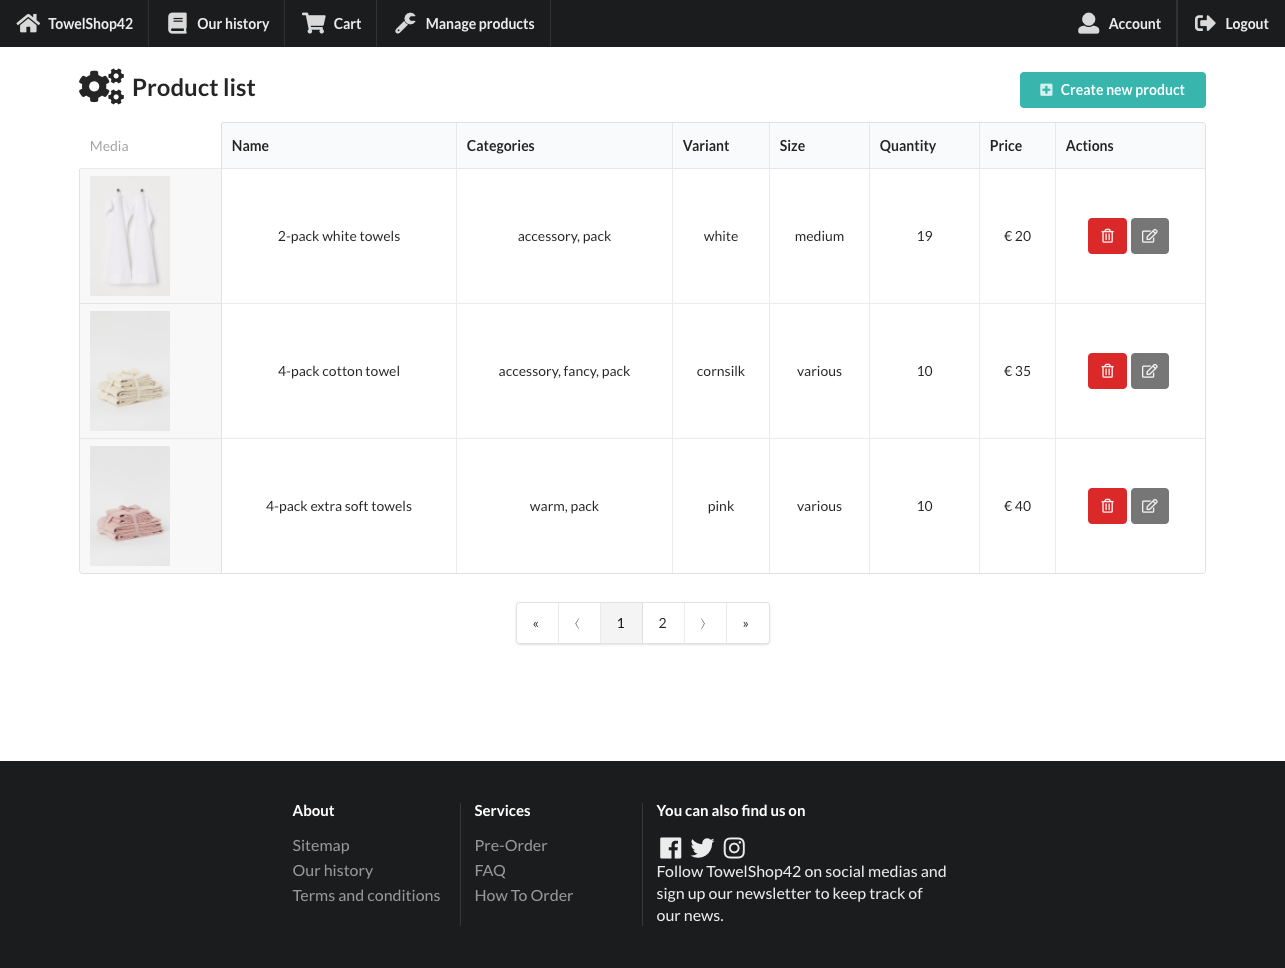 TowelShop42 Our history Cart Manage products Account Logout
Product list
Create new product
Media Name Categories Variant Size Quantity Price Actions
2-pack white towels accessory, pack white medium 19 € 20
4-pack cotton towel accessory, fancy, pack cornsilk various 10 € 35
4-pack extra soft towels warm, pack pink various 10 € 40
« ⟨ 1 2 ⟩ »
About Services You can also find us on
Sitemap Pre-Order
Our history FAQ Follow TowelShop42 on social medias and
Terms and conditions How To Order sign up our newsletter to keep track of
our news.